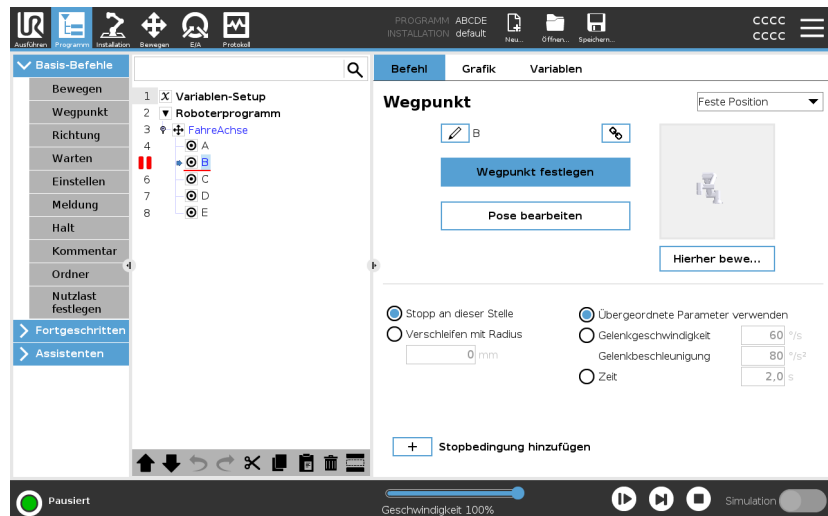 UR
PROGRAMM ABCDE
INSTALLATION default
CCCC
CCCC
Ausführen Programm Installation Bewegen E/A Protokoll Neu... Öffnen... Speichern...
Basis-Befehle
Bewegen
Wegpunkt
Richtung
Warten
Einstellen
Meldung
Halt
Kommentar
Ordner
Nutzlast
festlegen
Fortgeschritten
Assistenten
1 X Variablen-Setup
2 Roboterprogramm
3 FahreAchse
4 A
B
6 C
7 D
8 E
Befehl Grafik Variablen
Wegpunkt
Feste Position
B
Wegpunkt festlegen
Pose bearbeiten
Hierher bewe...
Stopp an dieser Stelle
Verschleifen mit Radius
0 mm
Übergeordnete Parameter verwenden
Gelenkgeschwindigkeit 60 °/s
Gelenkbeschleunigung 80 °/s²
Zeit 2,0 s
+ Stopbedingung hinzufügen
Pausiert
Geschwindigkeit 100%
Simulation